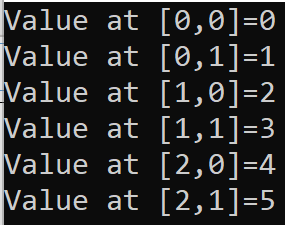 Value at [0,0]=0
Value at [0,1]=1
Value at [1,0]=2
Value at [1,1]=3
Value at [2,0]=4
Value at [2,1]=5